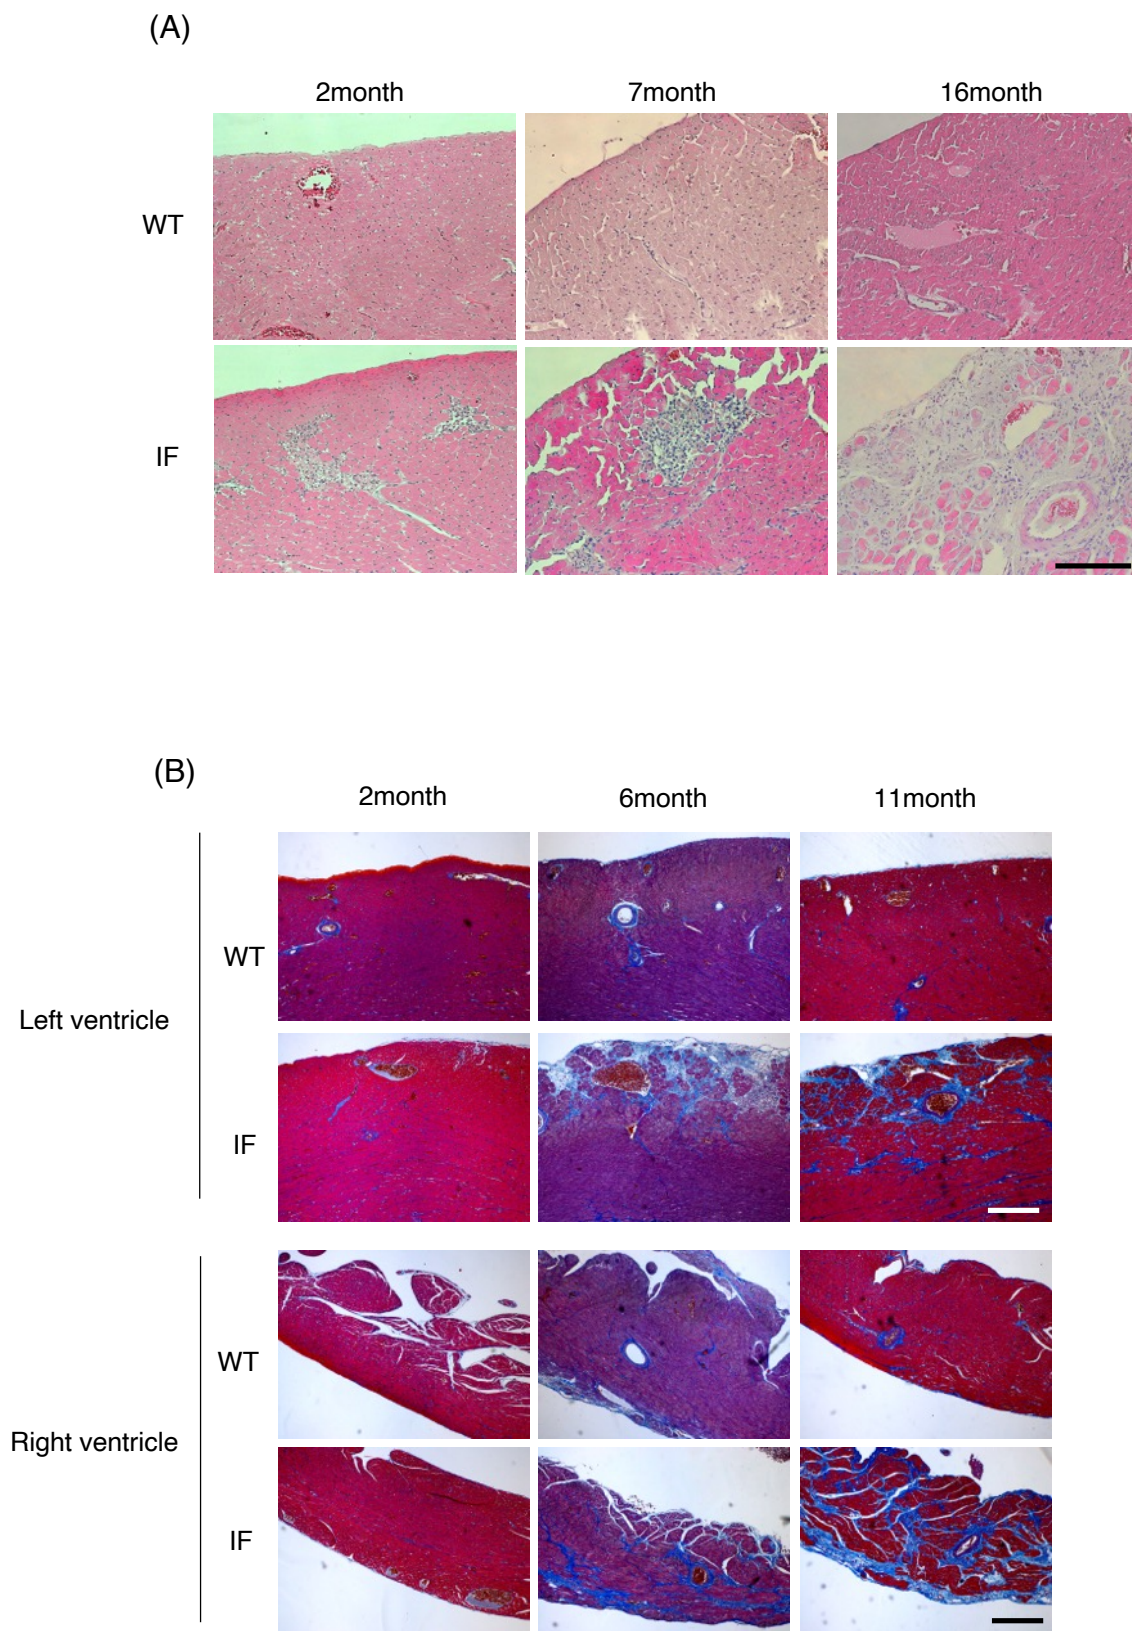 (A)
2month 7month 16month
WT
IF
(B)
2month 6month 11month
WT
Left ventricle
IF
WT
Right ventricle
IF